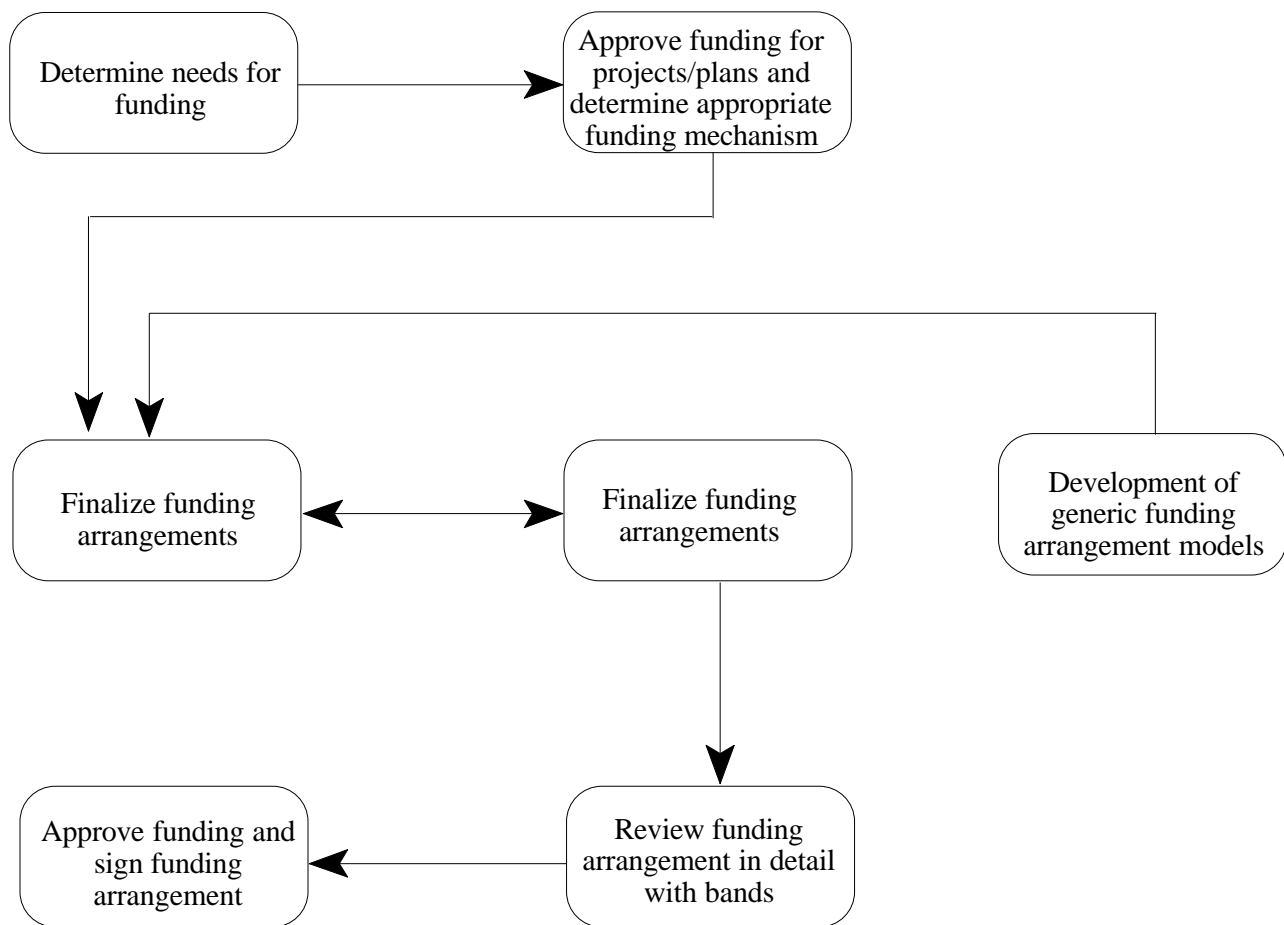 Determine needs for
funding
Approve funding for
projects/plans and
determine appropriate
funding mechanism
Finalize funding
arrangements
Finalize funding
arrangements
Development of
generic funding
arrangement models
Approve funding and
sign funding
arrangement
Review funding
arrangement in detail
with bands